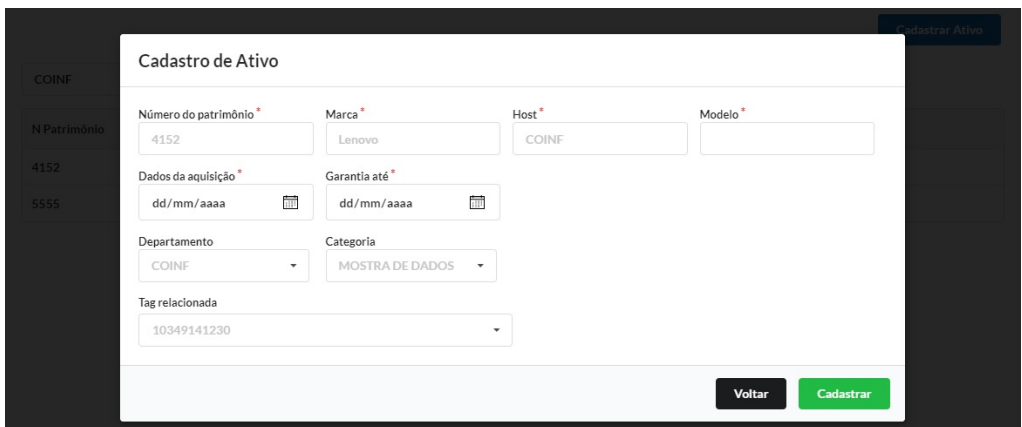 Cadastrar Ativo
Cadastro de Ativo
COINF
Número do patrimônio * Marca * Host * Modelo *
N Patrimônio
4152 Lenovo COINF
4152
Dados da aquisição * Garantia até *
5555
dd/mm/aaaa dd/mm/aaaa
Departamento Categoria
COINF MOSTRA DE DADOS
Tag relacionada
10349141230
Voltar Cadastrar